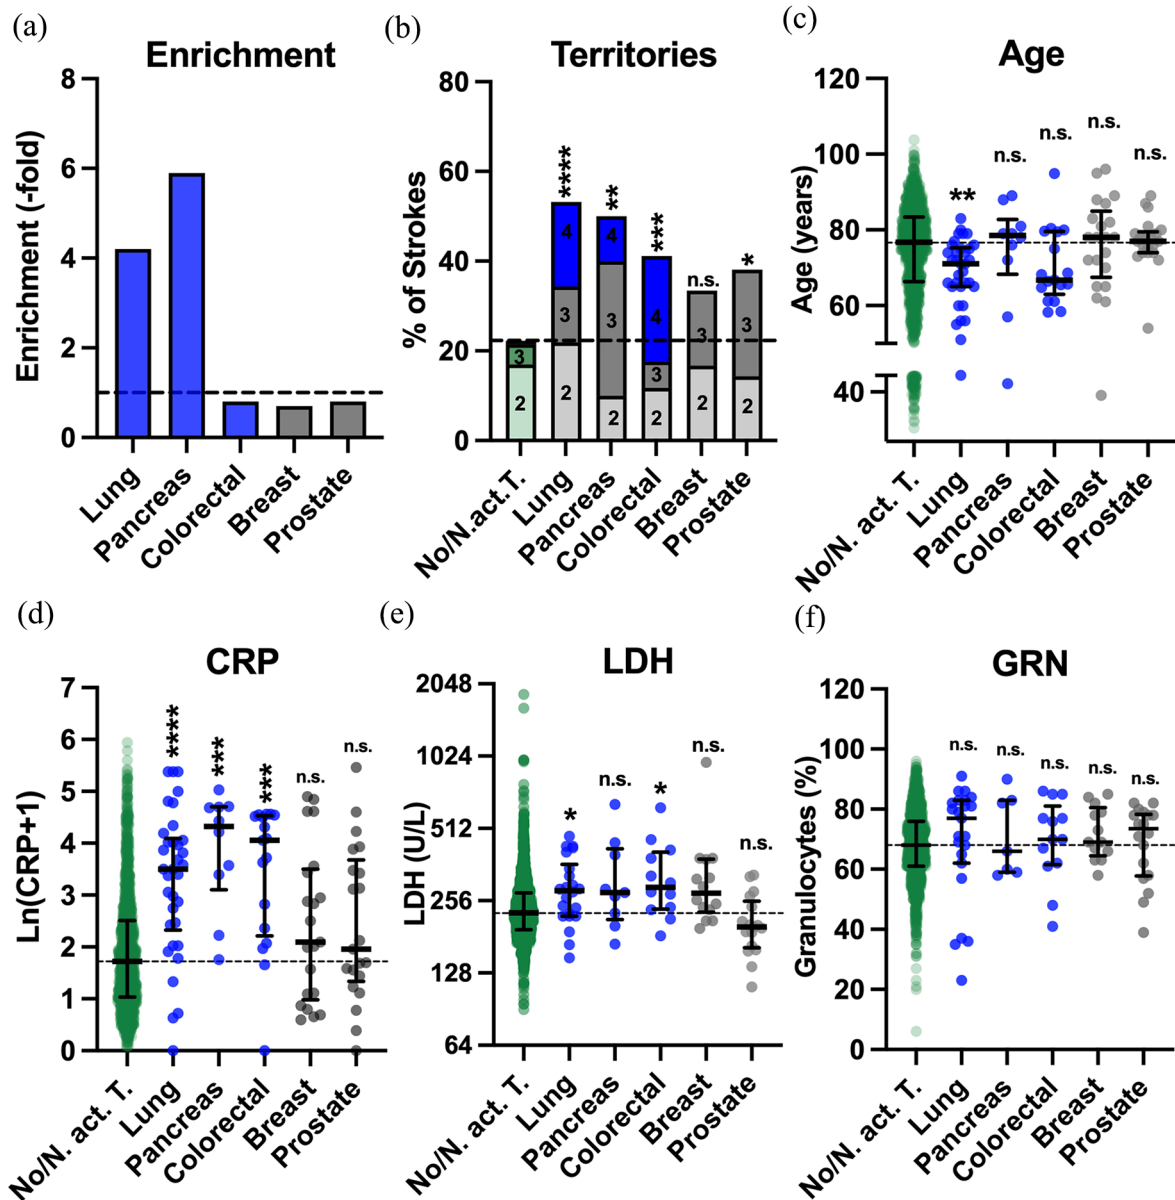 (a)
Enrichment
Enrichment (-fold)
8
6
4
2
0
Lung
Pancreas
Colorectal
Breast
Prostate
(b)
Territories
% of Strokes
80
60
40
20
0
3
2
****
4
3
2
**
4
3
2
***
4
3
2
n.s.
3
2
*
3
2
No/N.act. T.
Lung
Pancreas
Colorectal
Breast
Prostate
(c)
Age
Age (years)
120
100
80
60
40
**
n.s.
n.s.
n.s.
n.s.
No/N. act. T.
Lung
Pancreas
Colorectal
Breast
Prostate
(d)
CRP
Ln(CRP+1)
7
6
5
4
3
2
1
0
****
***
***
n.s.
n.s.
No/N. act. T.
Lung
Pancreas
Colorectal
Breast
Prostate
(e)
LDH
LDH (U/L)
2048
1024
512
256
128
64
*
n.s.
*
n.s.
n.s.
No/N. act. T.
Lung
Pancreas
Colorectal
Breast
Prostate
(f)
GRN
Granulocytes (%)
120
100
80
60
40
20
0
n.s.
n.s.
n.s.
n.s.
n.s.
No/N. act. T.
Lung
Pancreas
Colorectal
Breast
Prostate